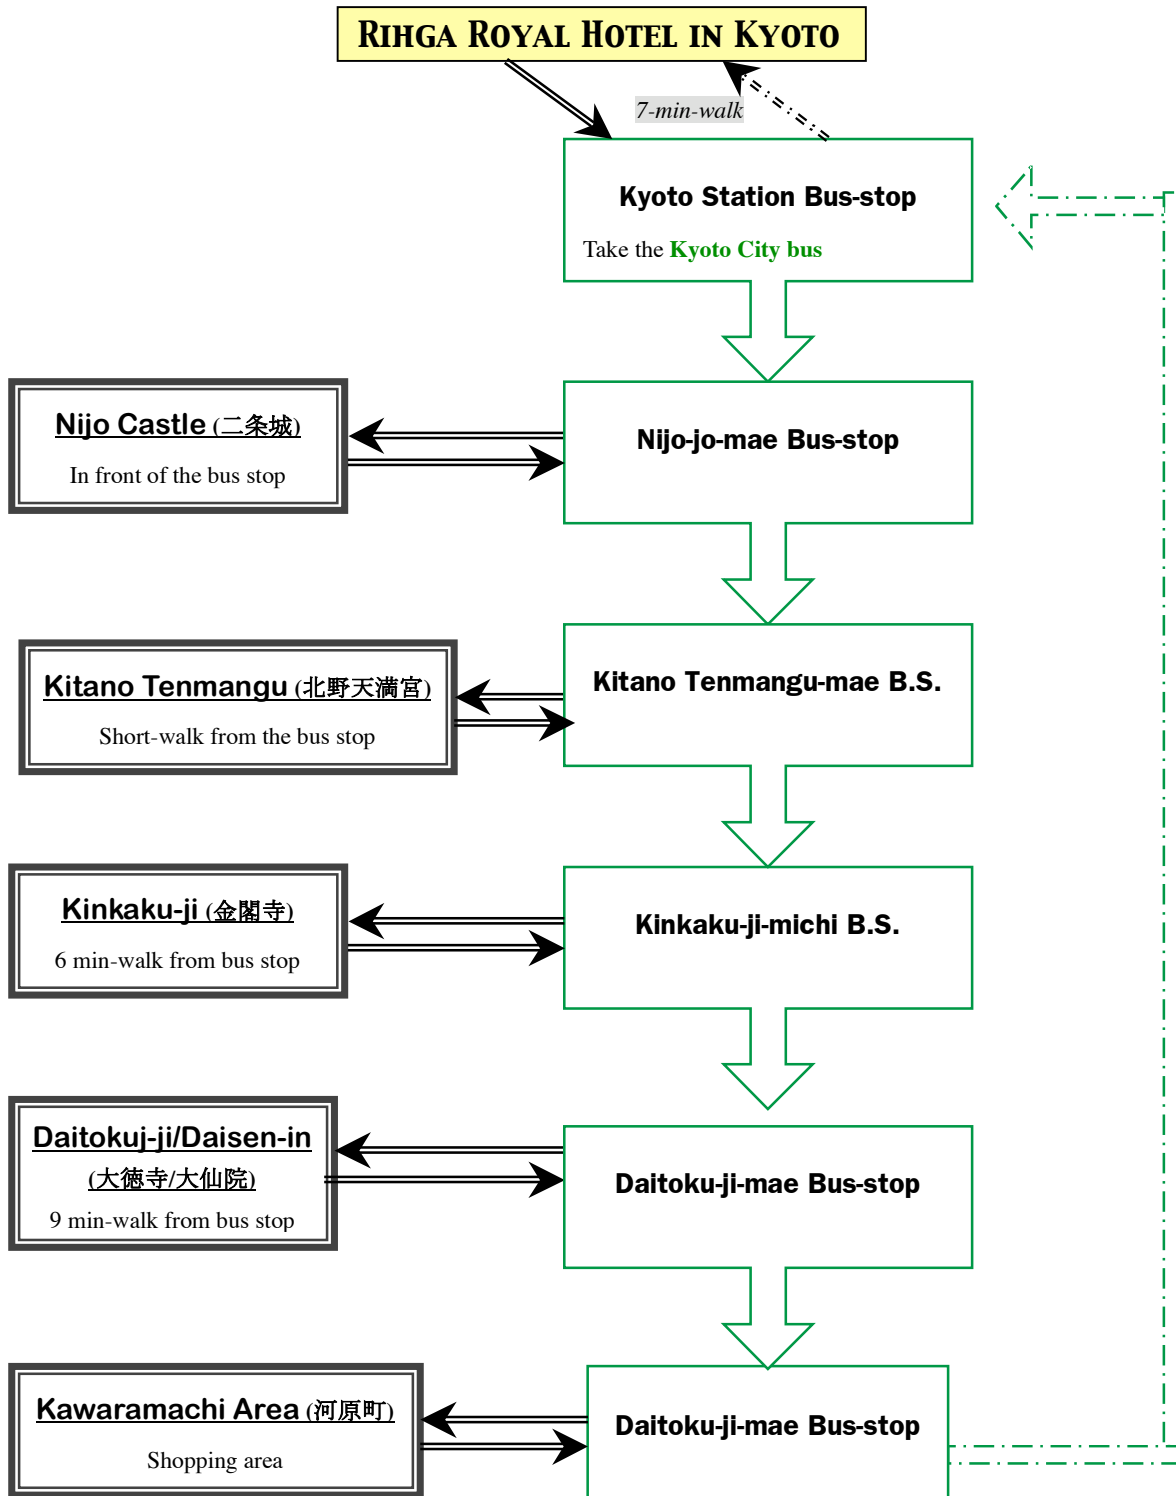 RIHGA ROYAL HOTEL IN KYOTO
7-min-walk
Kyoto Station Bus-stop
Take the Kyoto City bus
Nijo Castle (二条城)
In front of the bus stop
Nijo-jo-mae Bus-stop
Kitano Tenmangu (北野天満宮)
Short-walk from the bus stop
Kitano Tenmangu-mae B.S.
Kinkaku-ji (金閣寺)
6 min-walk from bus stop
Kinkaku-ji-michi B.S.
Daitokuj-ji/Daisen-in
(大徳寺/大仙院)
9 min-walk from bus stop
Daitoku-ji-mae Bus-stop
Kawaramachi Area (河原町)
Shopping area
Daitoku-ji-mae Bus-stop